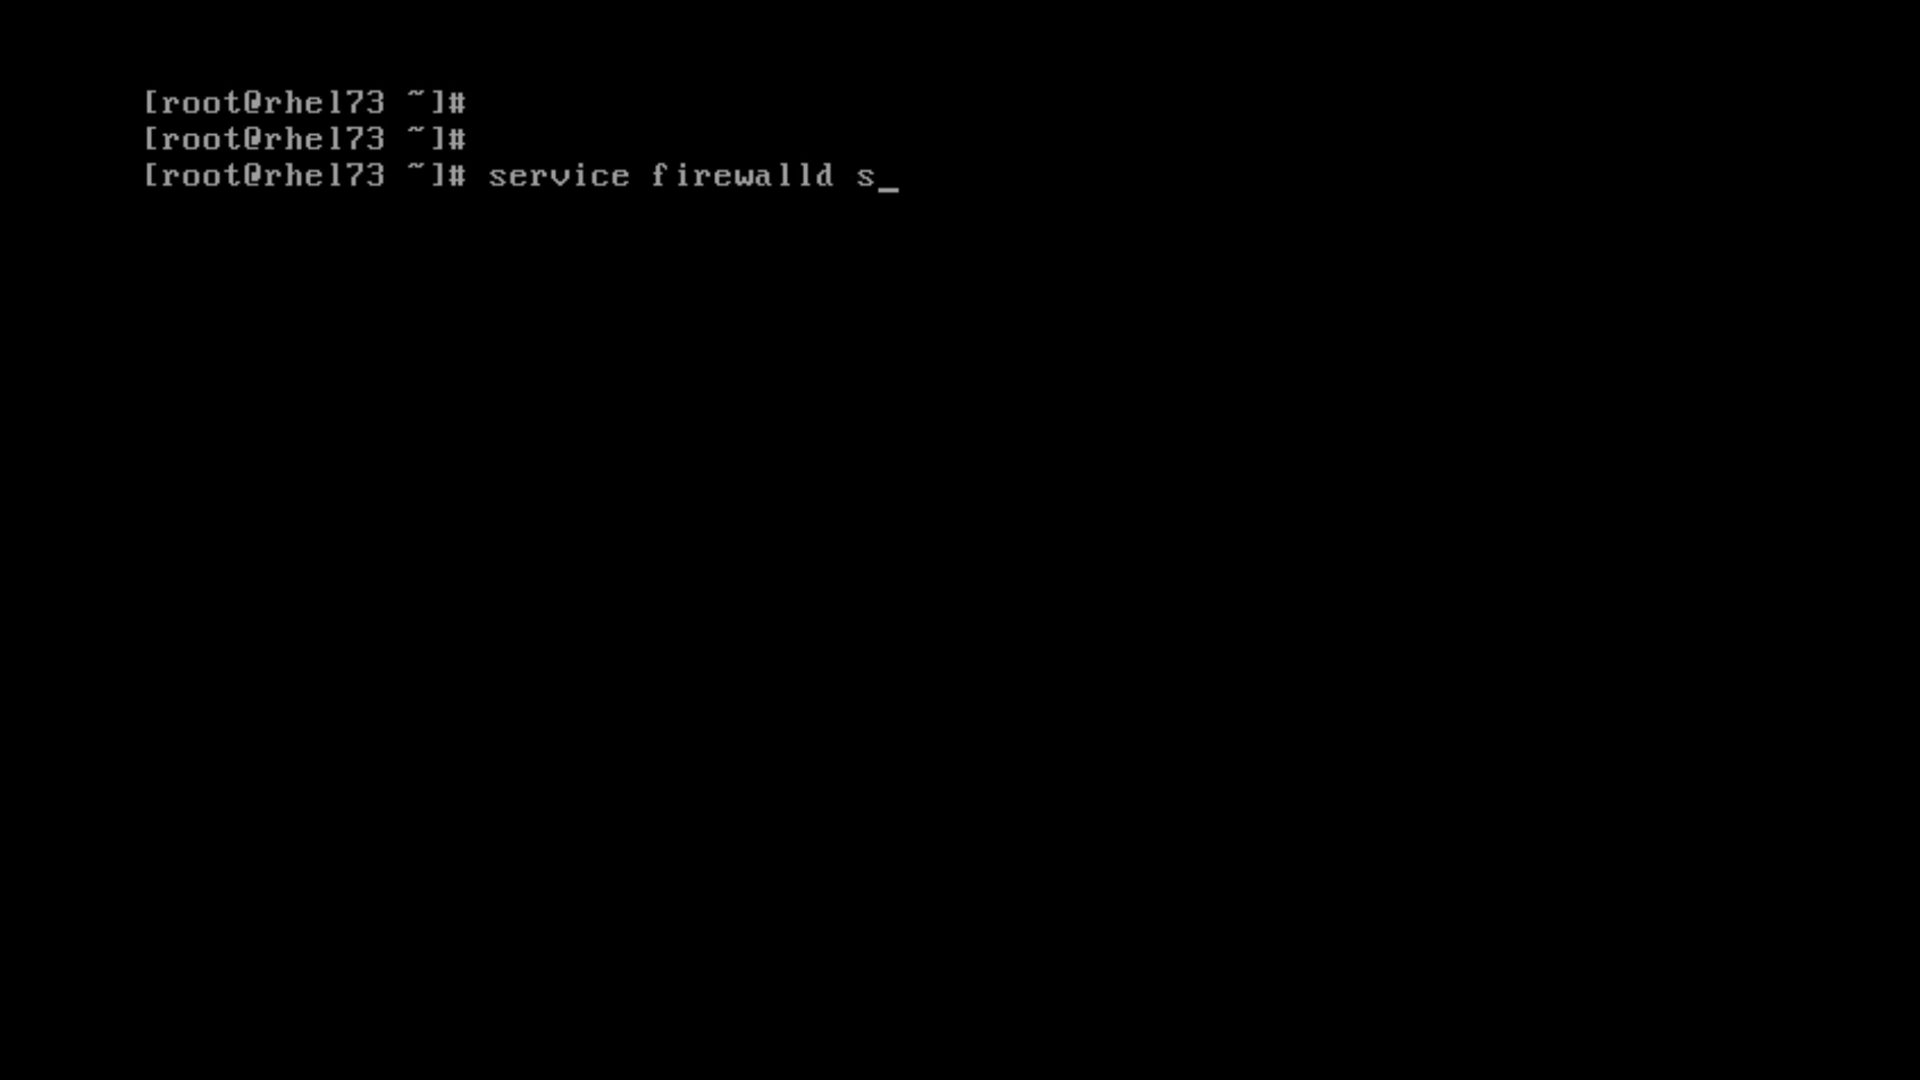 [root@rhel73 ~]#
[root@rhel73 ~]#
[root@rhel73 ~]# service firewalld s_